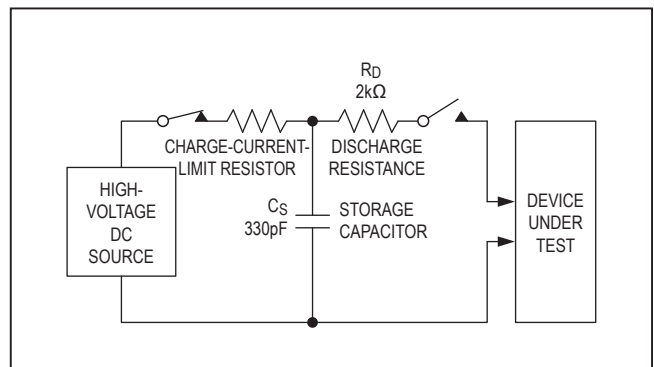 RD
2kΩ
CHARGE-CURRENT-
LIMIT RESISTOR
DISCHARGE
RESISTANCE
HIGH-
VOLTAGE
DC
SOURCE
CS
330pF
STORAGE
CAPACITOR
DEVICE
UNDER
TEST